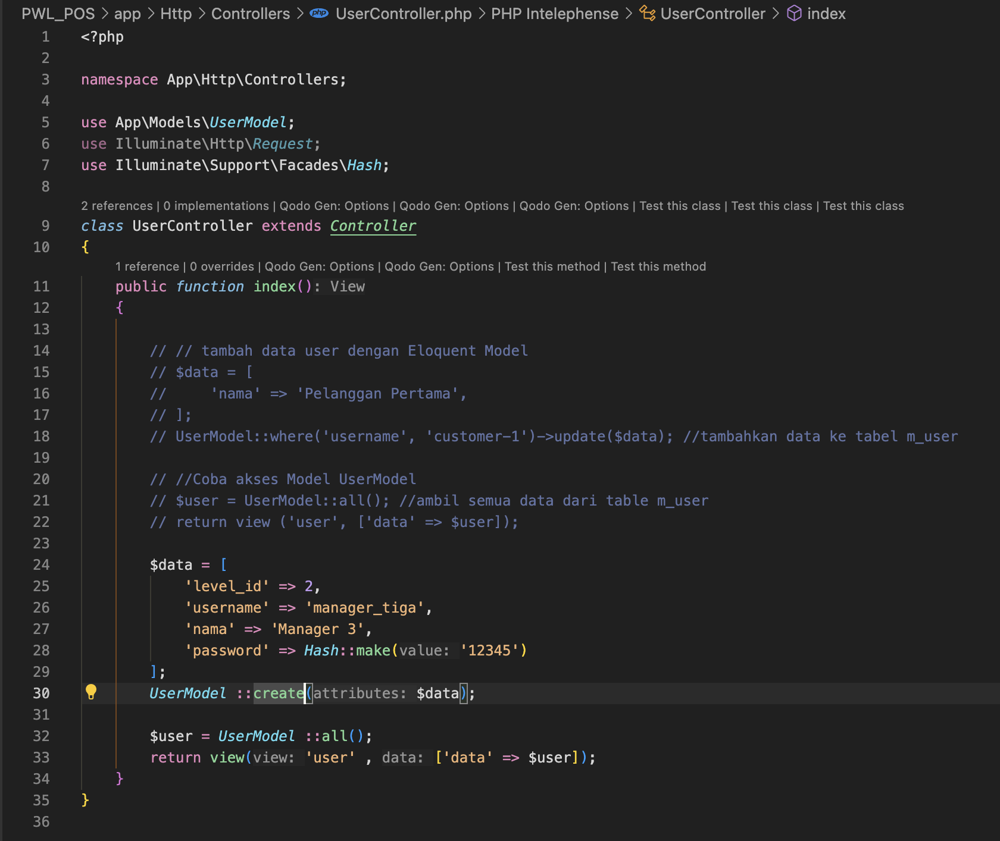 PWL_POS > app > Http > Controllers > php UserController.php > PHP Intelephense > UserController > index
1 <?php
2
3 namespace App\Http\Controllers;
4
5 use App\Models\UserModel;
6 use Illuminate\Http\Request;
7 use Illuminate\Support\Facades\Hash;
8
2 references | 0 implementations | Qodo Gen: Options | Qodo Gen: Options | Qodo Gen: Options | Test this class | Test this class | Test this class
9 class UserController extends Controller
10 {
1 reference | 0 overrides | Qodo Gen: Options | Qodo Gen: Options | Test this method | Test this method
11     public function index(): View
12     {
13
14         // // tambah data user dengan Eloquent Model
15         // $data = [
16         //     'nama' => 'Pelanggan Pertama',
17         // ];
18         // UserModel::where('username', 'customer-1')->update($data); //tambahkan data ke tabel m_user
19
20         // //Coba akses Model UserModel
21         // $user = UserModel::all(); //ambil semua data dari table m_user
22         // return view ('user', ['data' => $user]);
23
24         $data = [
25             'level_id' => 2,
26             'username' => 'manager_tiga',
27             'nama' => 'Manager 3',
28             'password' => Hash::make(value: '12345')
29         ];
30         UserModel ::create(attributes: $data);
31
32         $user = UserModel ::all();
33         return view(view: 'user' , data: ['data' => $user]);
34     }
35 }
36